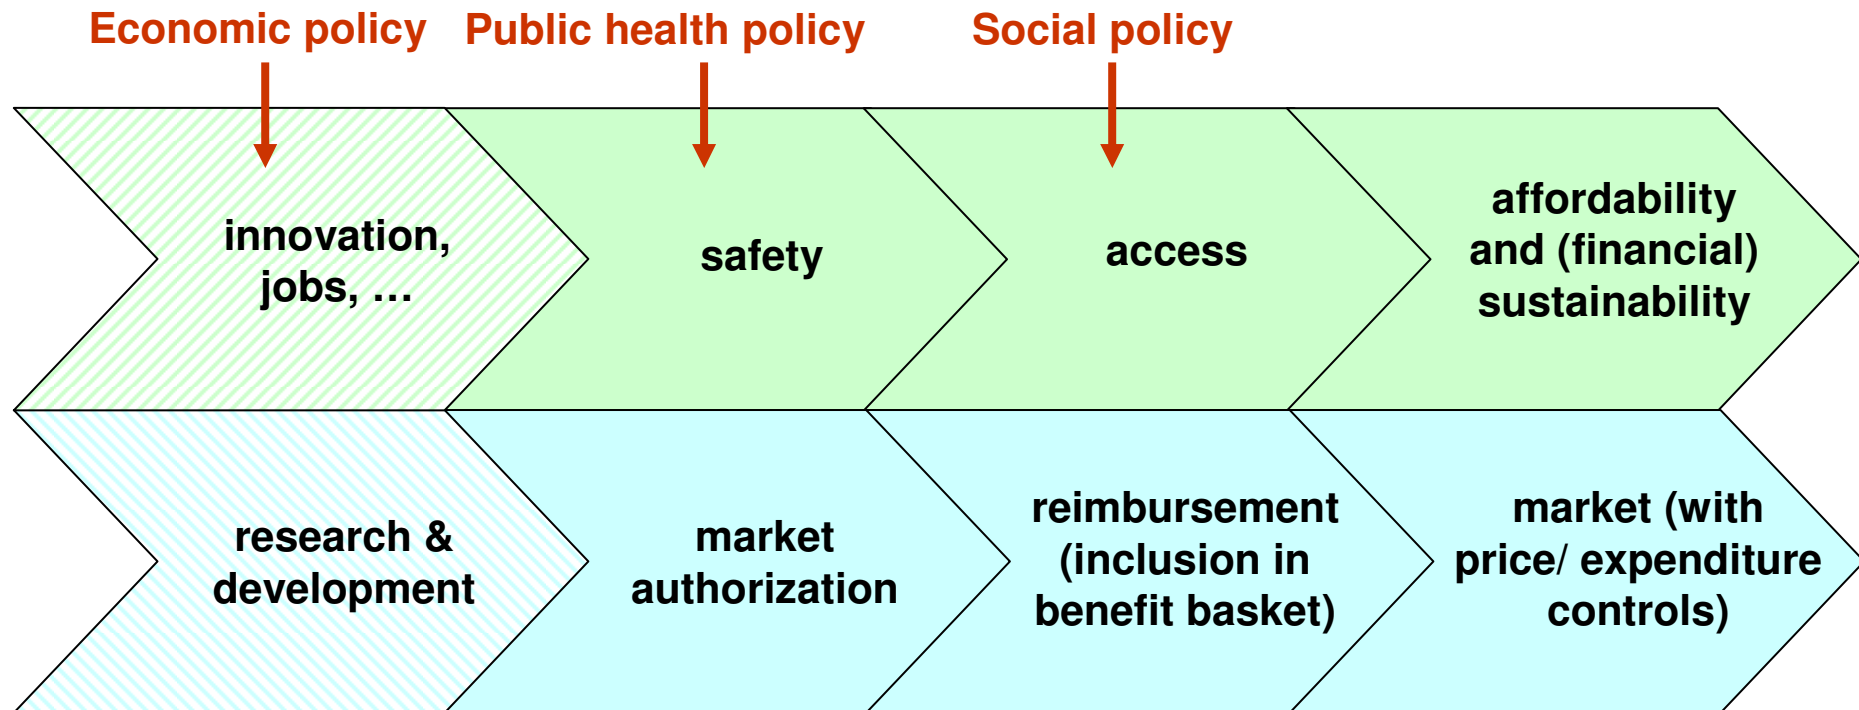 Economic policy
Public health policy
Social policy
innovation,
jobs, …
safety
access
affordability
and (financial)
sustainability
research &
development
market
authorization
reimbursement
(inclusion in
benefit basket)
market (with
price/ expenditure
controls)